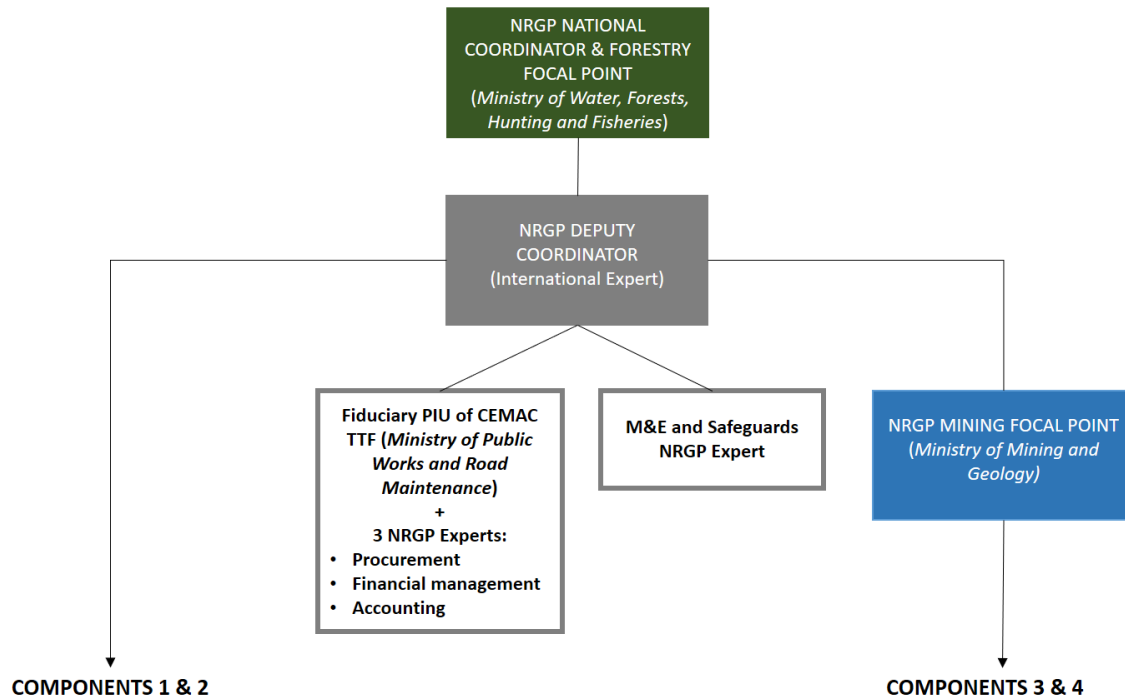 NRGP NATIONAL
COORDINATOR & FORESTRY
FOCAL POINT
(Ministry of Water, Forests,
Hunting and Fisheries)
NRGP DEPUTY
COORDINATOR
(International Expert)
Fiduciary PIU of CEMAC
TTF (Ministry of Public
Works and Road
Maintenance)
+
3 NRGP Experts:
• Procurement
• Financial management
• Accounting
M&E and Safeguards
NRGP Expert
NRGP MINING FOCAL POINT
(Ministry of Mining and
Geology)
COMPONENTS 1 & 2
COMPONENTS 3 & 4